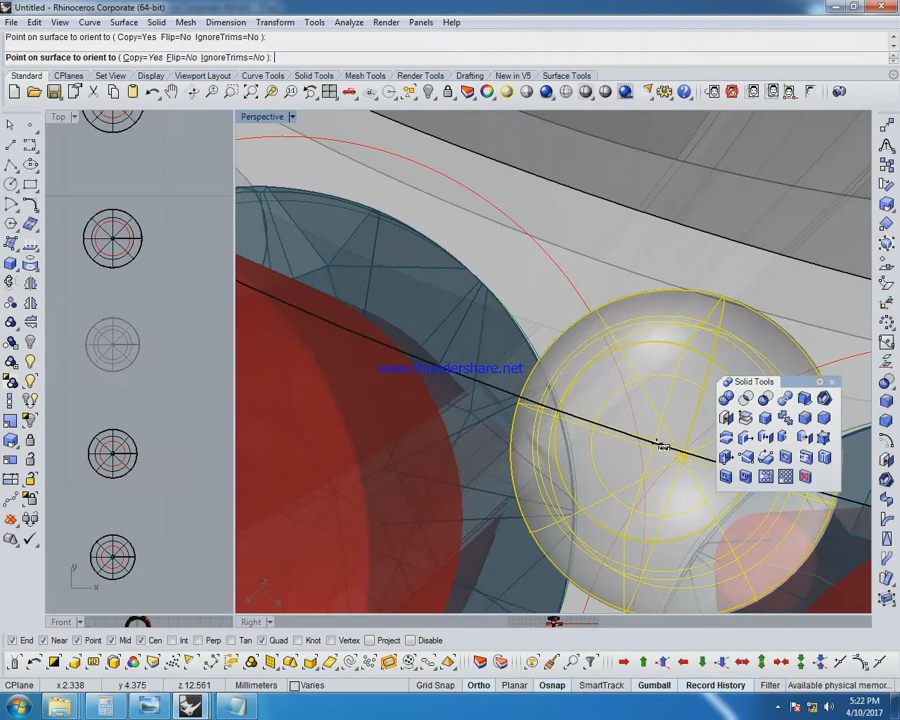 Untitled - Rhinoceros Corporate (64-bit)
File Edit View Curve Surface Solid Mesh Dimension Transform Tools Analyze Render Panels Help
Point on surface to orient to ( Copy=Yes Flip=No IgnoreTrims=No ):
Point on surface to orient to ( Copy=Yes Flip=No IgnoreTrims=No ):
Standard CPlanes Set View Display Viewport Layout Curve Tools Solid Tools Mesh Tools Render Tools Drafting New in V5 Surface Tools
Top Perspective
www.thundershare.net
Solid Tools
Near
y
x
Front Right
End Near Point Mid Cen Int Perp Tan Quad Knot Vertex Project Disable
CPlane x 2.338 y 4.375 z 12.561 Millimeters Varies Grid Snap Ortho Planar Osnap SmartTrack Gumball Record History Filter Available physical memor...
5:22 PM
4/10/2017